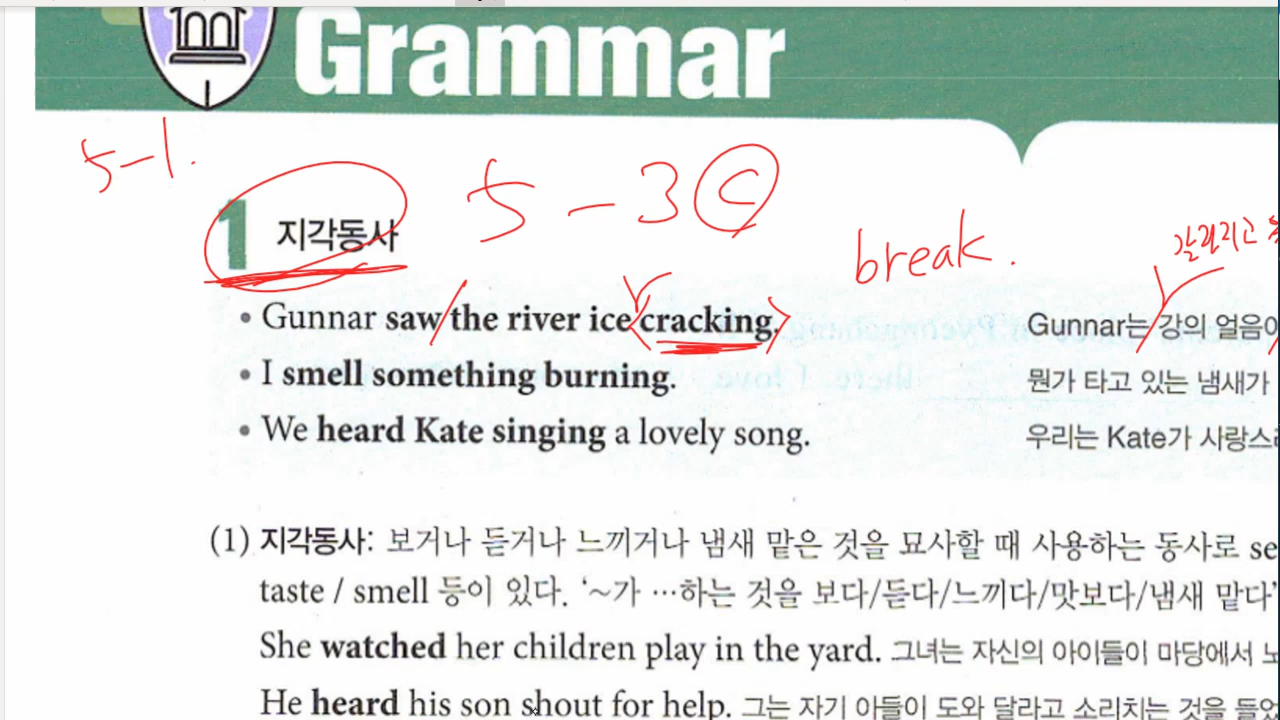 Grammar
5-1.
5-3ⓒ
1 지각동사
break.
갈라지고
• Gunnar saw the river ice cracking. Gunnar는 강의 얼음이
• I smell something burning. 뭔가 타고 있는 냄새가
• We heard Kate singing a lovely song. 우리는 Kate가 사랑스
(1) 지각동사: 보거나 듣거나 느끼거나 냄새 맡은 것을 묘사할 때 사용하는 동사로 se
taste / smell 등이 있다. ‘~가 …하는 것을 보다/듣다/느끼다/맛보다/냄새 맡다’
She watched her children play in the yard. 그녀는 자신의 아이들이 마당에서 노
He heard his son shout for help. 그는 자기 아들이 도와 달라고 소리치는 것을 들었